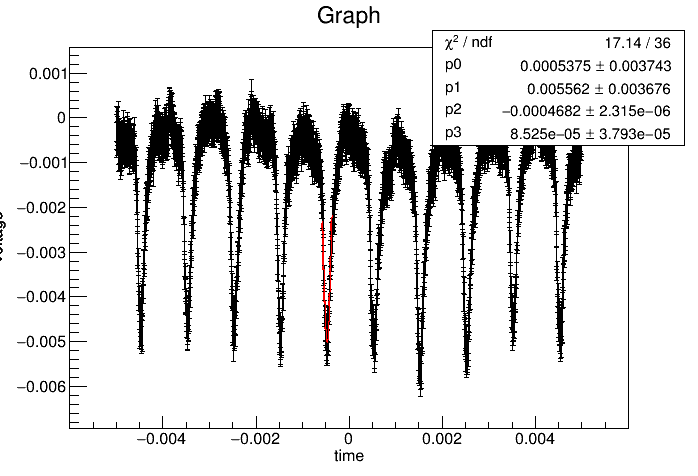 Graph
χ² / ndf 17.14 / 36
p0 0.0005375 ± 0.003743
p1 0.005562 ± 0.003676
p2 −0.0004682 ± 2.315e−06
p3 8.525e−05 ± 3.793e−05
0.001
0
−0.001
−0.002
−0.003
−0.004
−0.005
−0.006
−0.004 −0.002 0 0.002 0.004
time